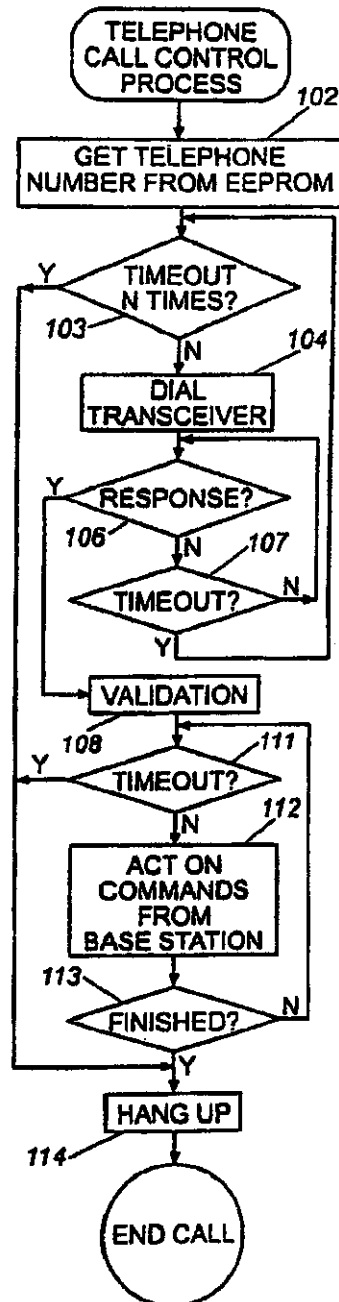 TELEPHONE
CALL CONTROL
PROCESS
102
GET TELEPHONE
NUMBER FROM EEPROM
Y
TIMEOUT
N TIMES?
103
N
104
DIAL
TRANSCEIVER
Y
RESPONSE?
106
N
107
TIMEOUT?
N
Y
VALIDATION
108
111
Y
TIMEOUT?
N
112
ACT ON
COMMANDS
FROM
BASE STATION
113
FINISHED?
N
Y
HANG UP
114
END CALL